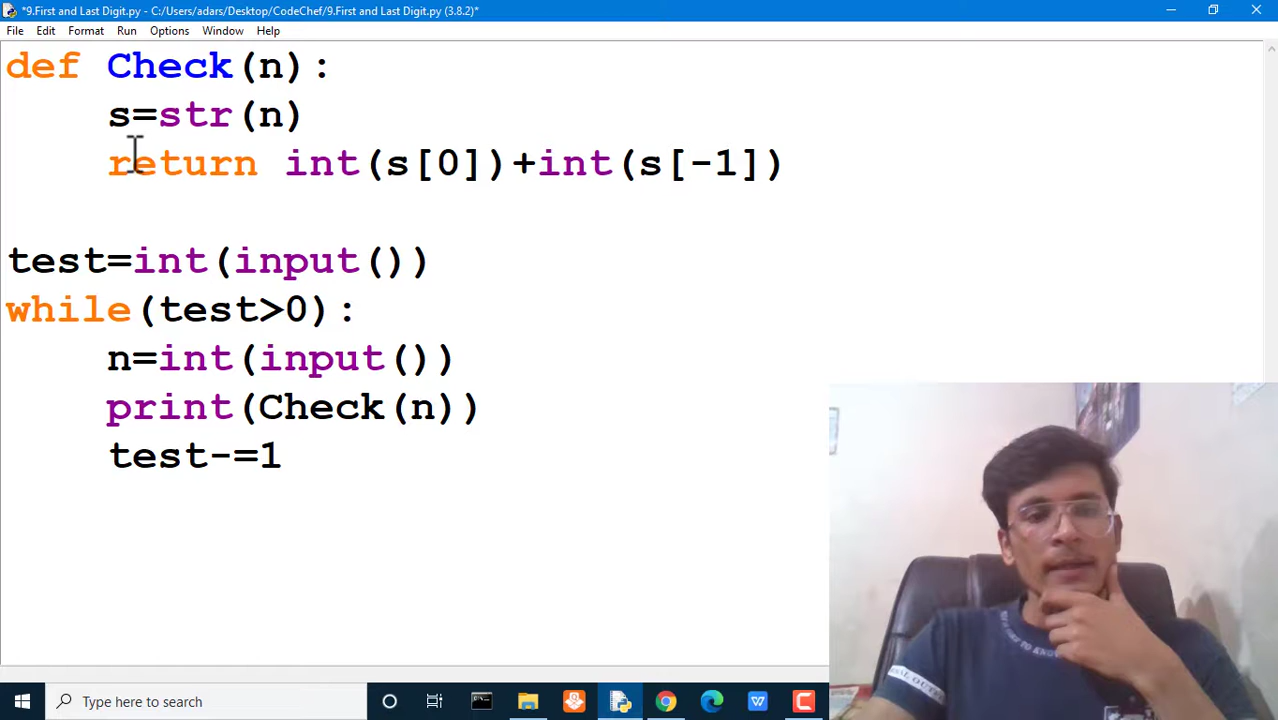 *9.First and Last Digit.py - C:/Users/adars/Desktop/CodeChef/9.First and Last Digit.py (3.8.2)*
File Edit Format Run Options Window Help
def Check(n):
    s=str(n)
    return int(s[0])+int(s[-1])
test=int(input())
while(test>0):
    n=int(input())
    print(Check(n))
    test-=1
Type here to search